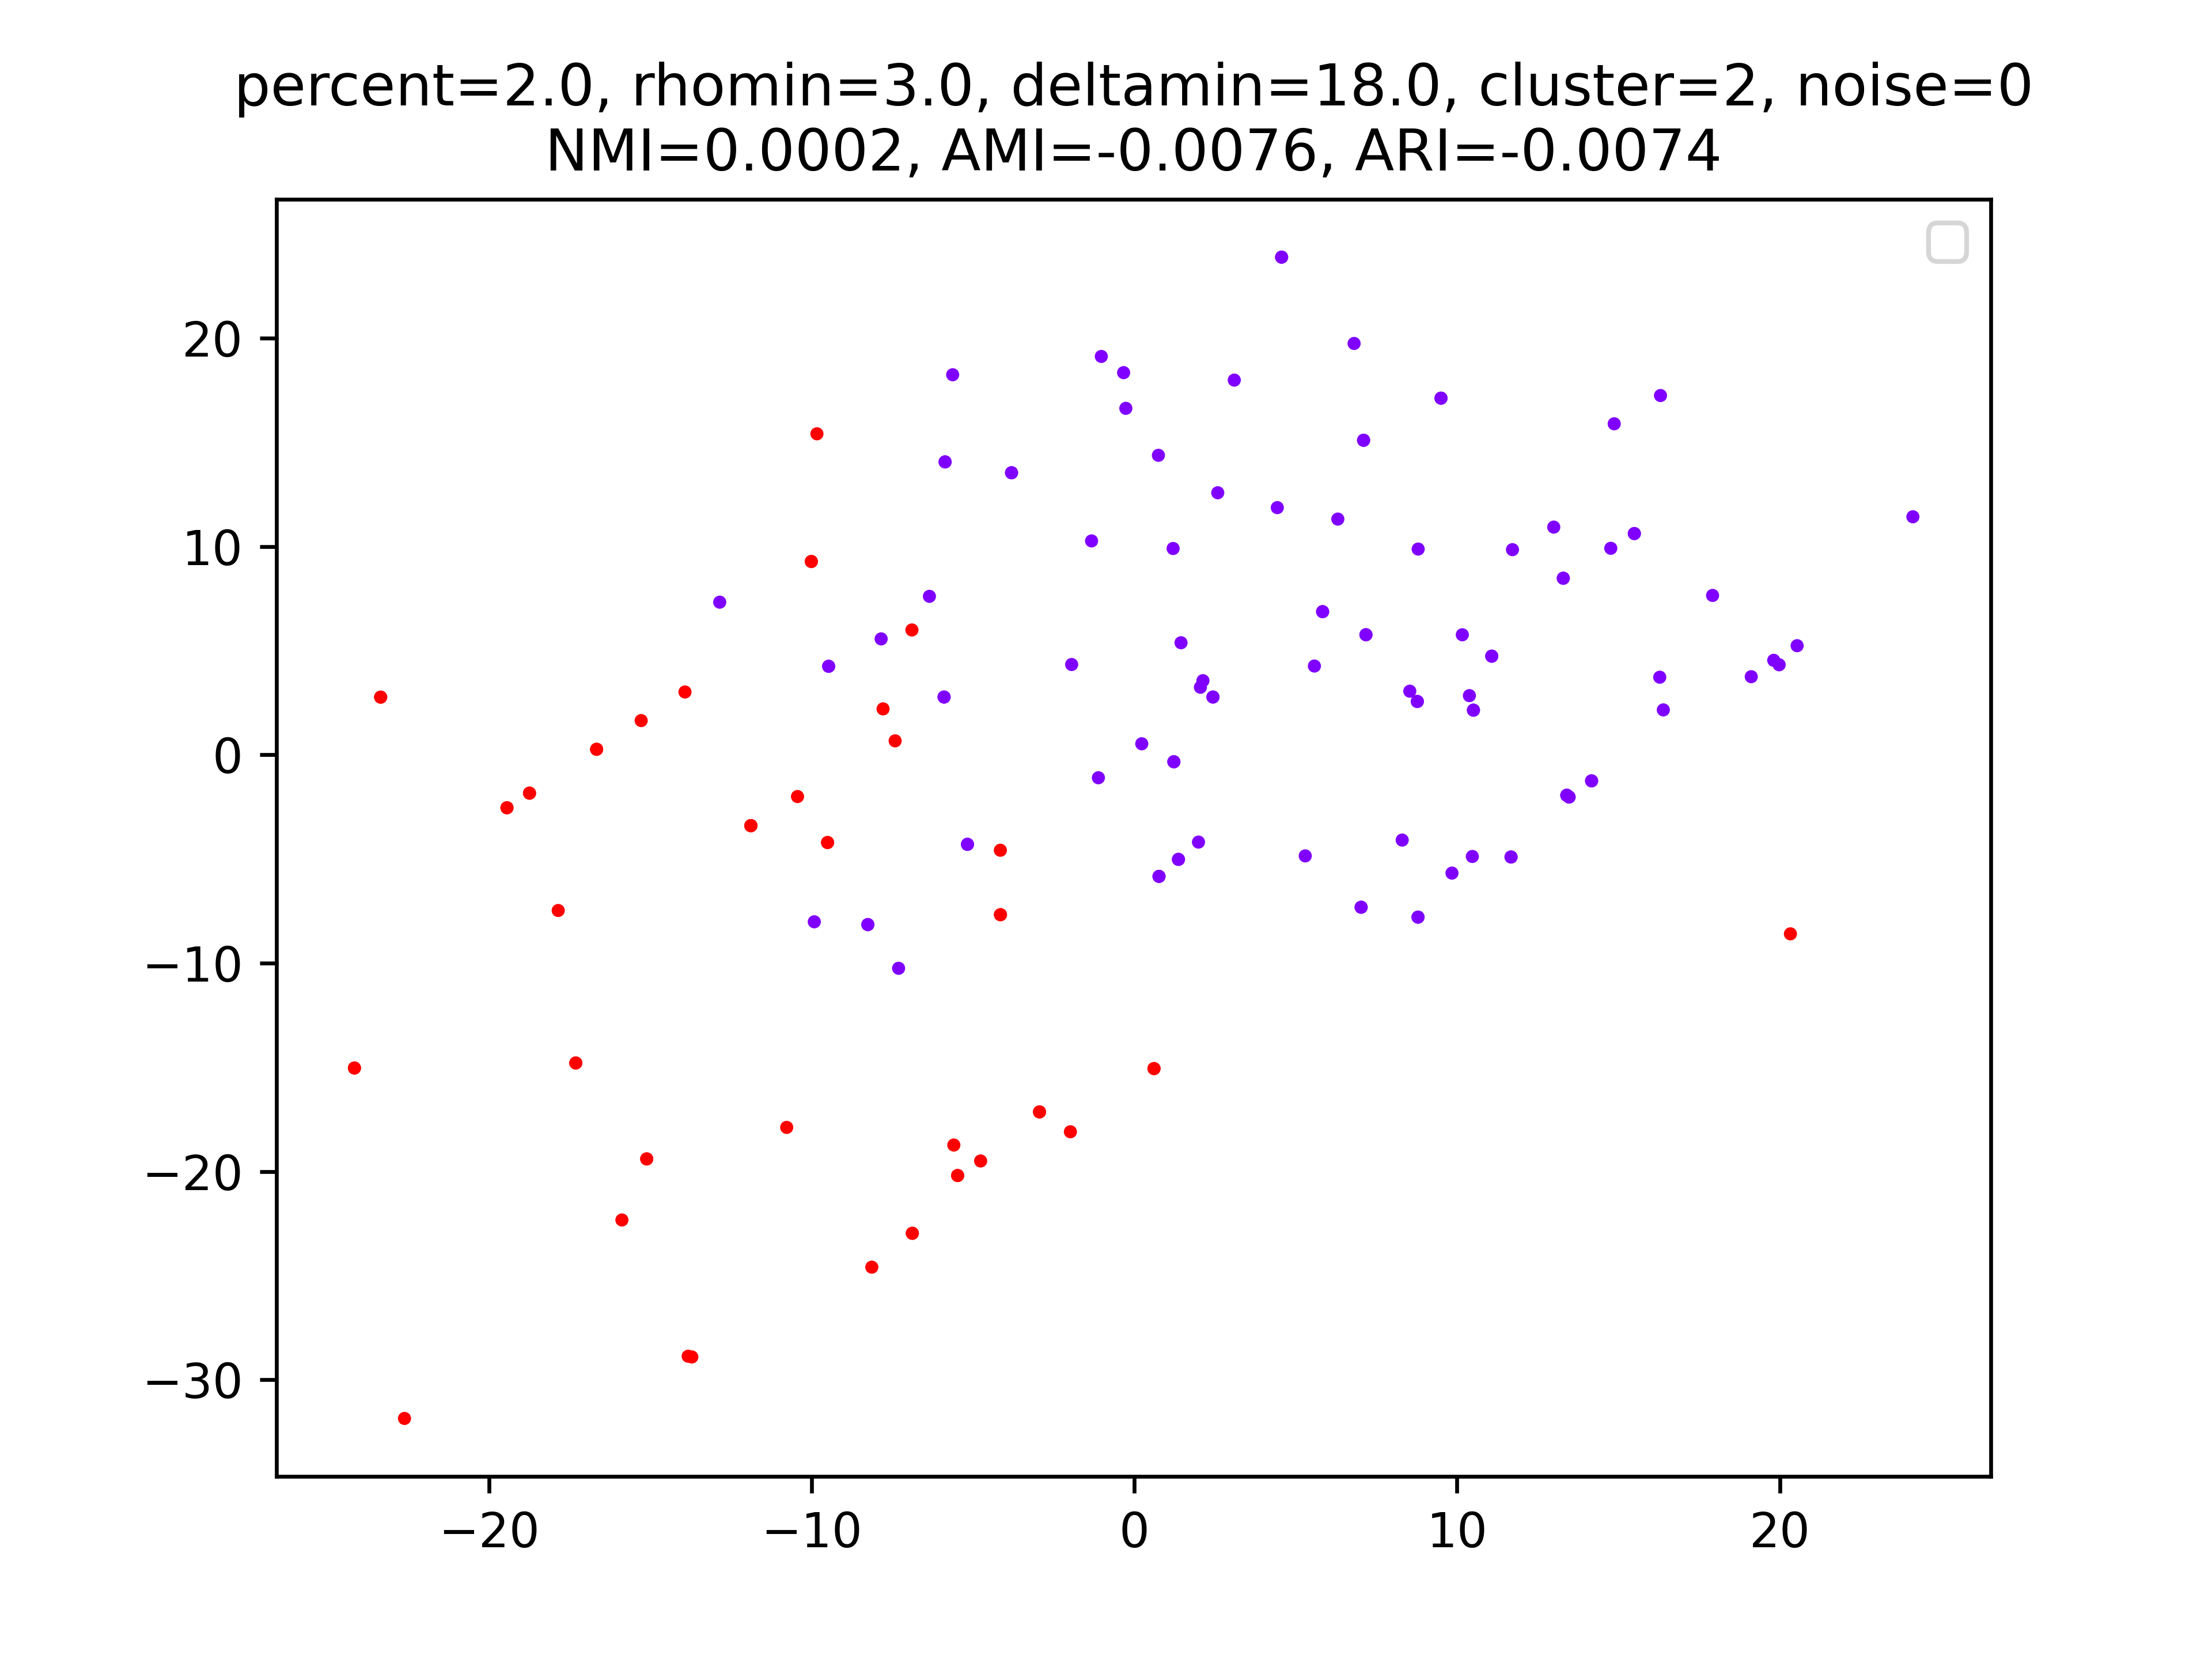 percent=2.0, rhomin=3.0, deltamin=18.0, cluster=2, noise=0
NMI=0.0002, AMI=-0.0076, ARI=-0.0074
20
10
0
−10
−20
−30
−20 −10 0 10 20